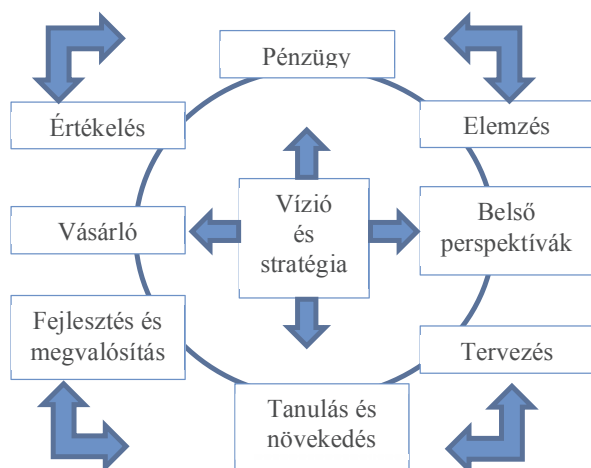 Pénzügy
Értékelés
Elemzés
Vásárló
Vízió
és
stratégia
Belső
perspektívák
Fejlesztés és
megvalósítás
Tervezés
Tanulás és
növekedés